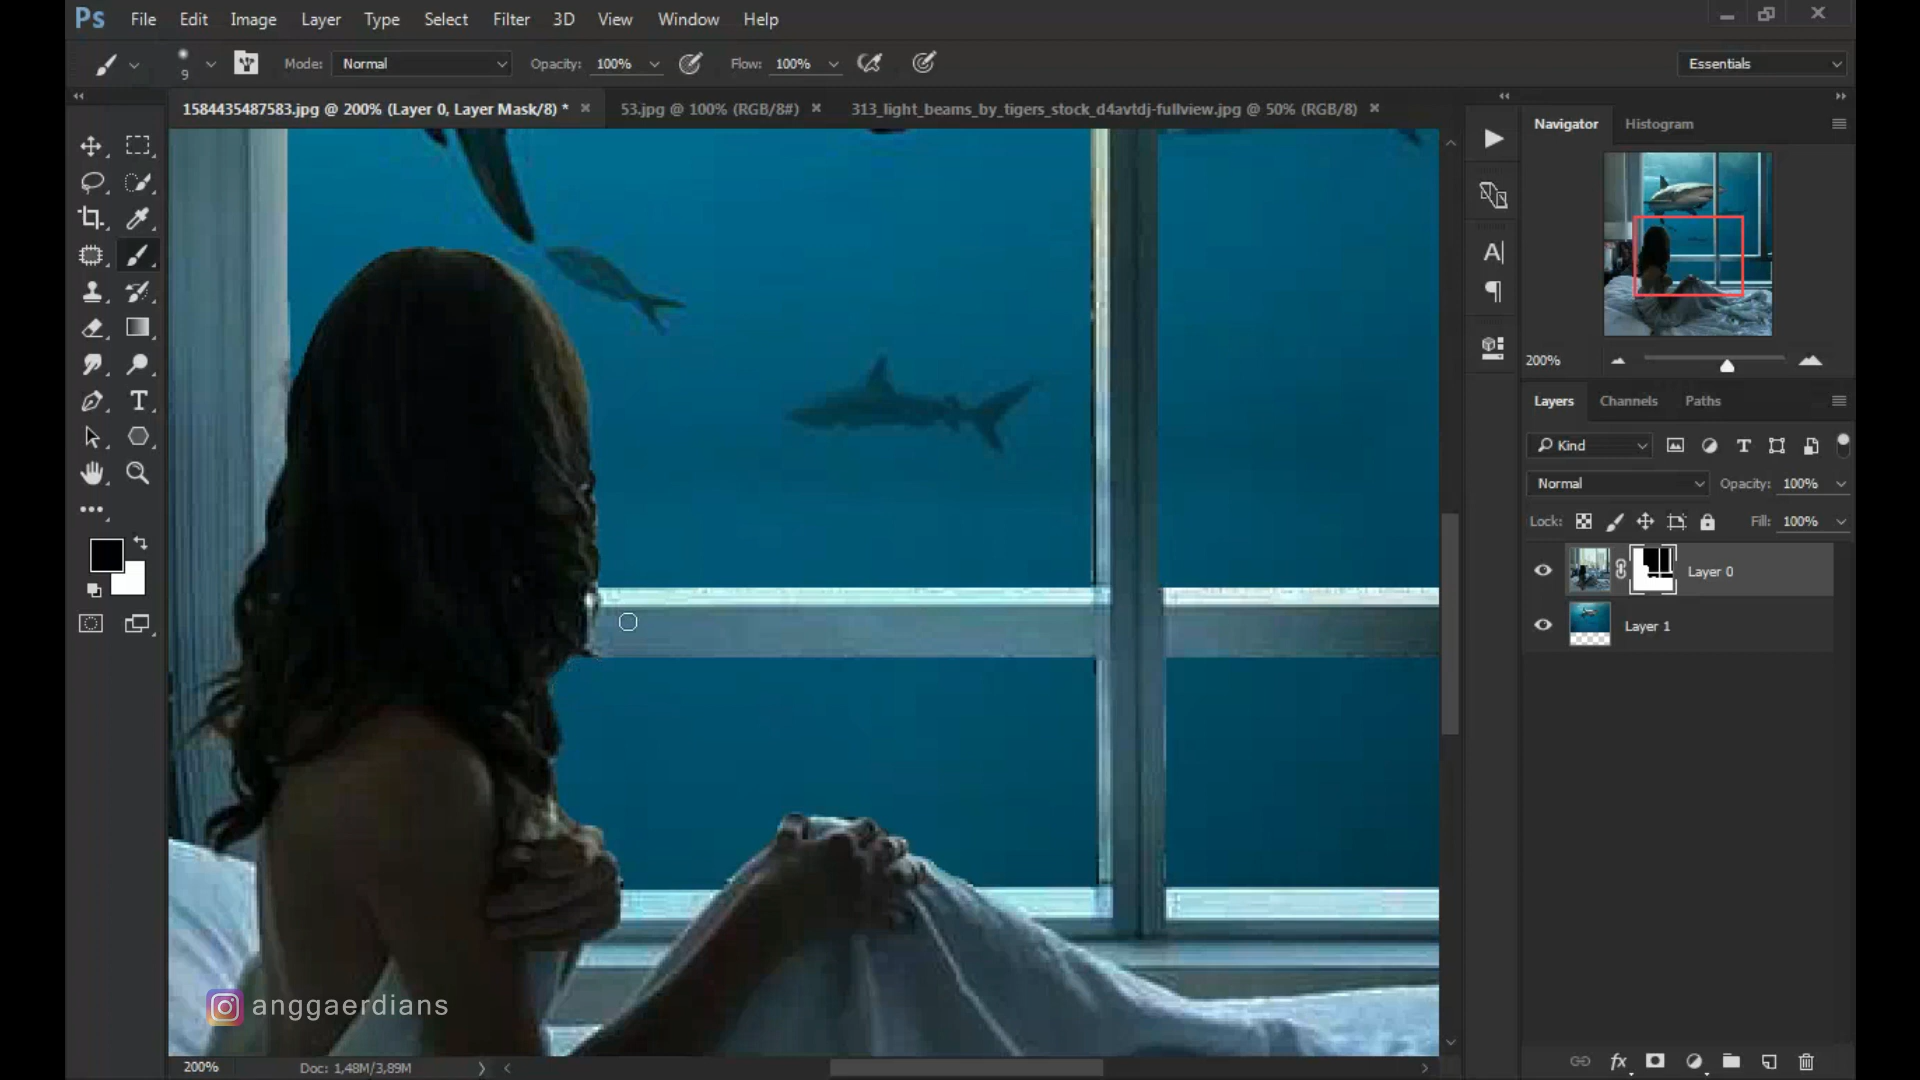 Ps File Edit Image Layer Type Select Filter 3D View Window Help
9 Mode: Normal Opacity: 100% Flow: 100% Essentials
1584435487583.jpg @ 200% (Layer 0, Layer Mask/8) * 53.jpg @ 100% (RGB/8#) 313_light_beams_by_tigers_stock_d4avtdj-fullview.jpg @ 50% (RGB/8)
Navigator Histogram
200%
Layers Channels Paths
Kind
Normal Opacity: 100%
Lock: Fill: 100%
Layer 0
Layer 1
anggaerdians
200% Doc: 1,48M/3,89M